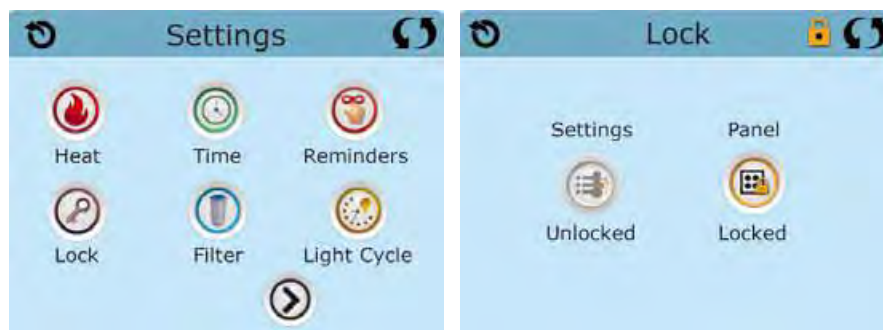 Settings
Heat Time Reminders
Lock Filter Light Cycle
Lock
Settings Panel
Unlocked Locked